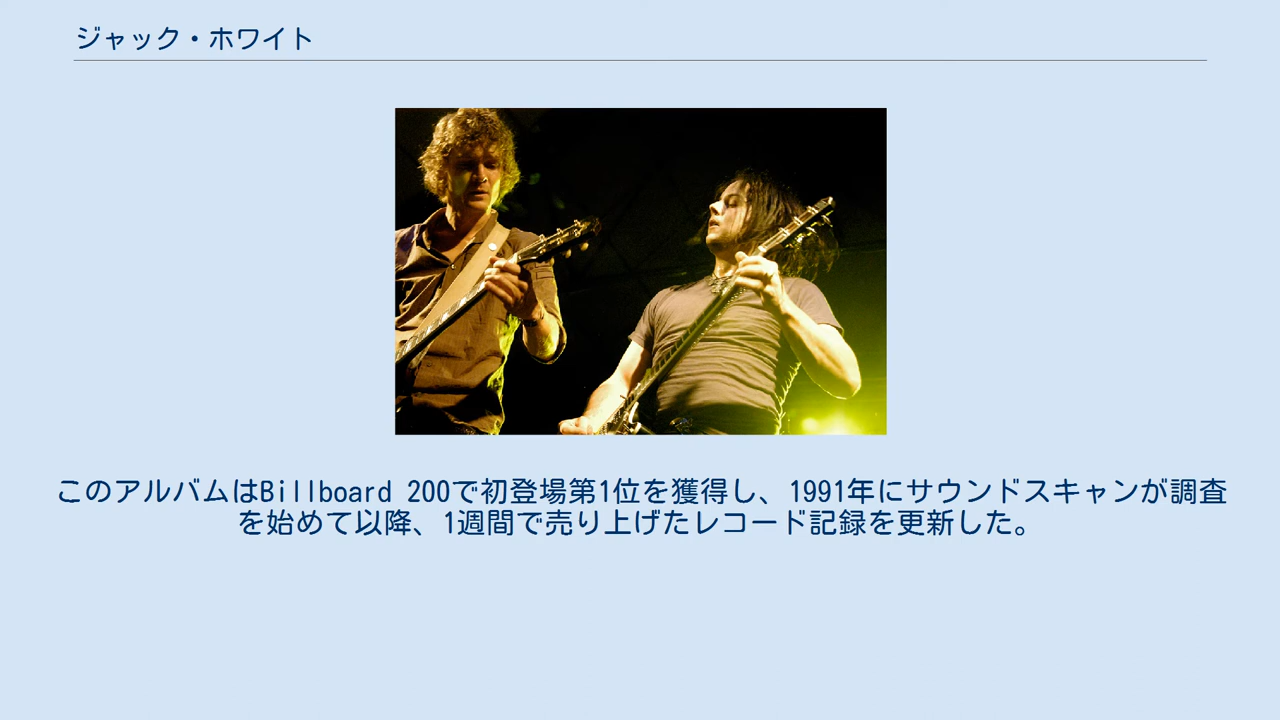 ジャック・ホワイト
このアルバムはBillboard 200で初登場第1位を獲得し、1991年にサウンドスキャンが調査
を始めて以降、1週間で売り上げたレコード記録を更新した。